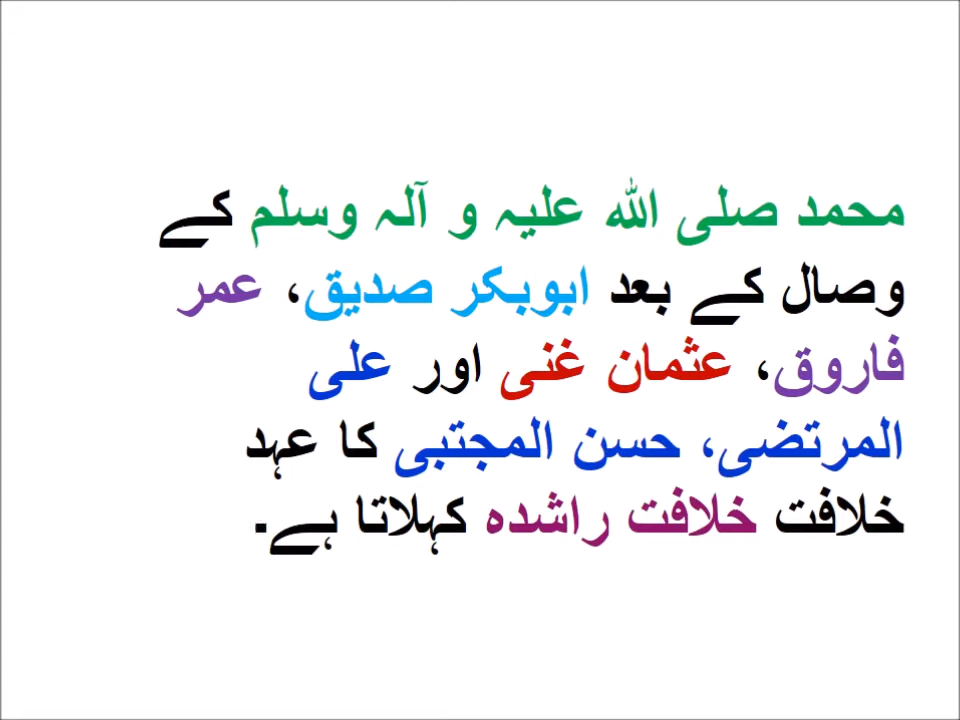 محمد صلی اللہ علیہ و آلہ وسلم کے
وصال کے بعد ابوبکر صدیق، عمر
فاروق، عثمان غنی اور علی
المرتضی، حسن المجتبی کا عہد
خلافت خلافت راشدہ کہلاتا ہے۔